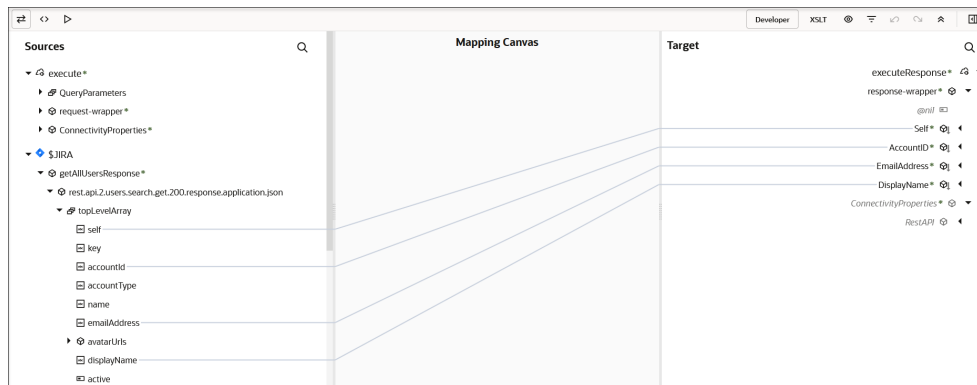 Developer XSLT
Sources
Mapping Canvas
Target
execute*
QueryParameters
request-wrapper*
ConnectivityProperties*
$JIRA
getAllUsersResponse*
rest.api.2.users.search.get.200.response.application.json
topLevelArray
self
key
accountId
accountType
name
emailAddress
avatarUrls
displayName
active
executeResponse*
response-wrapper*
@nil
Self*
AccountID*
EmailAddress*
DisplayName*
ConnectivityProperties*
RestAPI